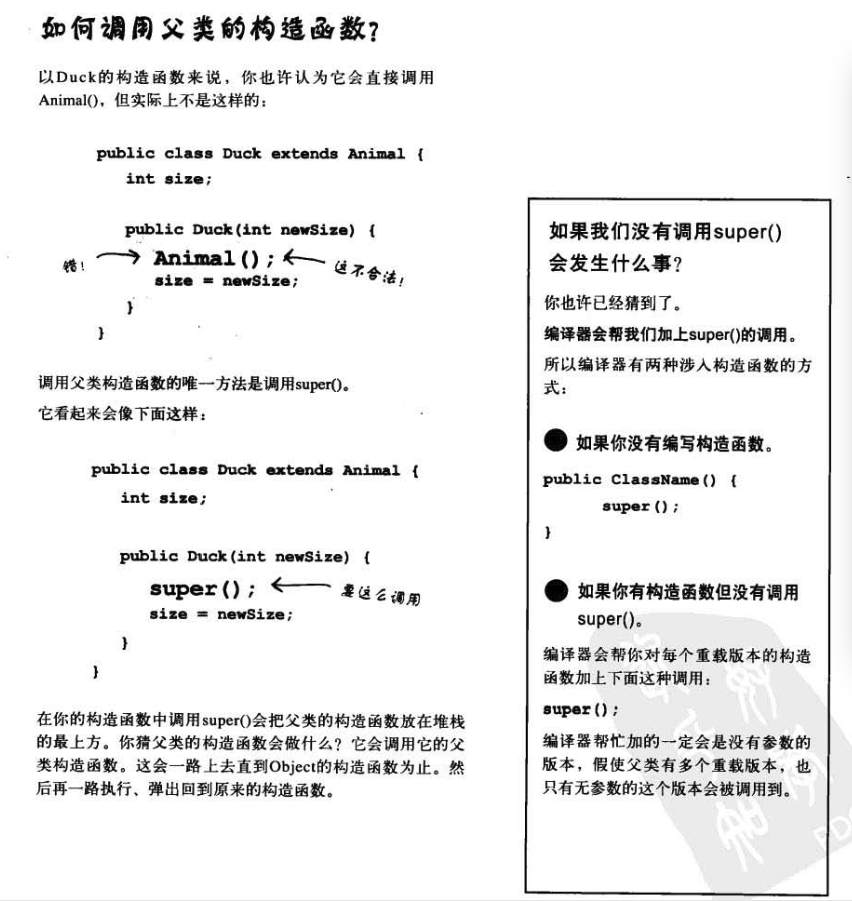 如何调用父类的构造函数?
以Duck的构造函数来说，你也许认为它会直接调用
Animal()，但实际上不是这样的：
public class Duck extends Animal {
int size;
public Duck(int newSize) {
错！
Animal();
这不合法！
size = newSize;
}
}
调用父类构造函数的唯一方法是调用super()。
它看起来会像下面这样：
public class Duck extends Animal {
int size;
public Duck(int newSize) {
super();
要这么调用
size = newSize;
}
}
在你的构造函数中调用super()会把父类的构造函数放在堆栈
的最上方。你猜父类的构造函数会做什么？它会调用它的父
类构造函数。这会一路上去直到Object的构造函数为止。然
后再一路执行、弹出回到原来的构造函数。
如果我们没有调用super()
会发生什么事?
你也许已经猜到了。
编译器会帮我们加上super()的调用。
所以编译器有两种涉入构造函数的方
式：
如果你没有编写构造函数。
public ClassName() {
super();
}
如果你有构造函数但没有调用
super()。
编译器会帮你对每个重载版本的构造
函数加上下面这种调用：
super();
编译器帮忙加的一定会是没有参数的
版本，假使父类有多个重载版本，也
只有无参数的这个版本会被调用到。